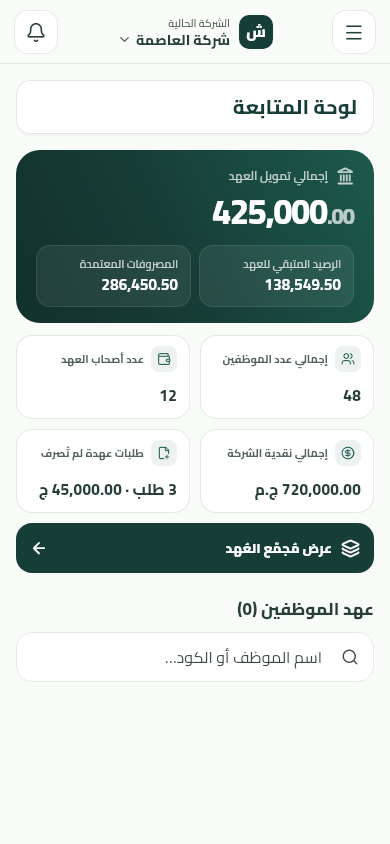 ش
الشركة الحالية
شركة العاصمة
لوحة المتابعة
إجمالي تمويل العهد
425,000.00
الرصيد المتبقي للعهد
138,549.50
المصروفات المعتمدة
286,450.50
إجمالي عدد الموظفين
48
عدد أصحاب العهد
12
إجمالي نقدية الشركة
720,000.00 ج.م
طلبات عهدة لم تُصرف
3 طلب · 45,000.00 ج
عرض مُجمّع العُهد
عهد الموظفين (0)
اسم الموظف أو الكود...